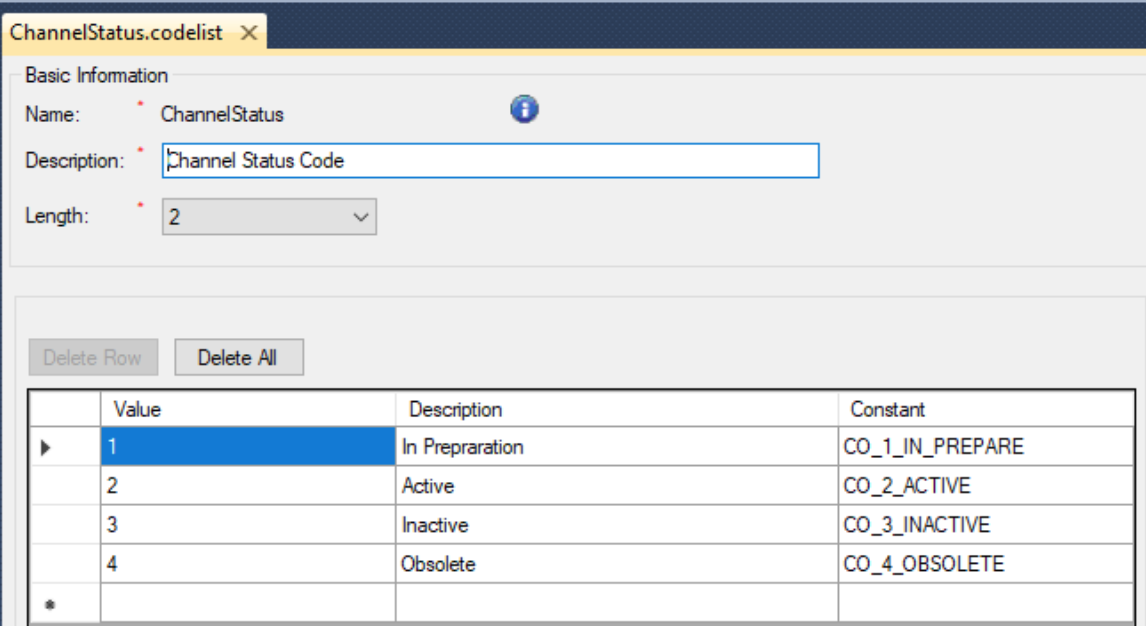 ChannelStatus.codelist
Basic Information
Name: * ChannelStatus
Description: * Channel Status Code
Length: * 2
Delete Row Delete All
Value Description Constant
1 In Prepraration CO_1_IN_PREPARE
2 Active CO_2_ACTIVE
3 Inactive CO_3_INACTIVE
4 Obsolete CO_4_OBSOLETE